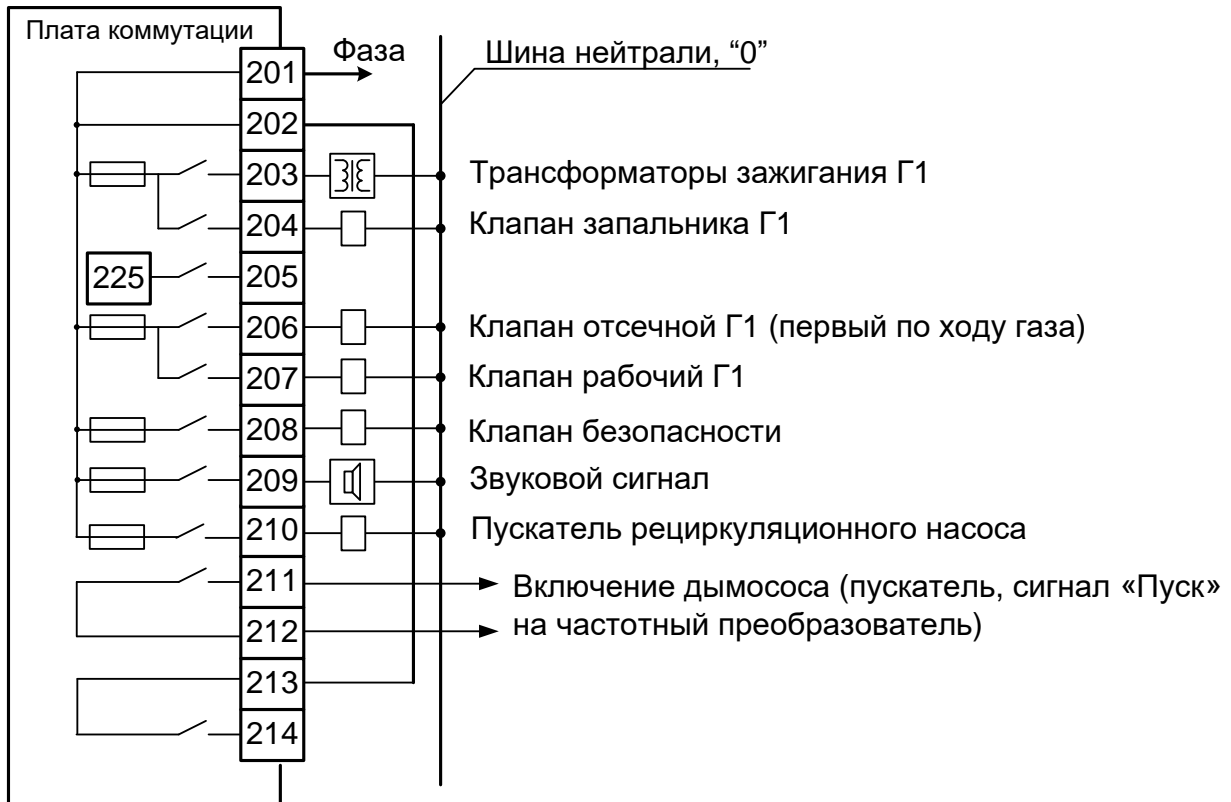 Плата коммутации
Фаза
Шина нейтрали, “0”
201
202
203
Трансформаторы зажигания Г1
204
Клапан запальника Г1
225
205
206
Клапан отсечной Г1 (первый по ходу газа)
207
Клапан рабочий Г1
208
Клапан безопасности
209
Звуковой сигнал
210
Пускатель рециркуляционного насоса
211
Включение дымососа (пускатель, сигнал «Пуск»
212
на частотный преобразователь)
213
214